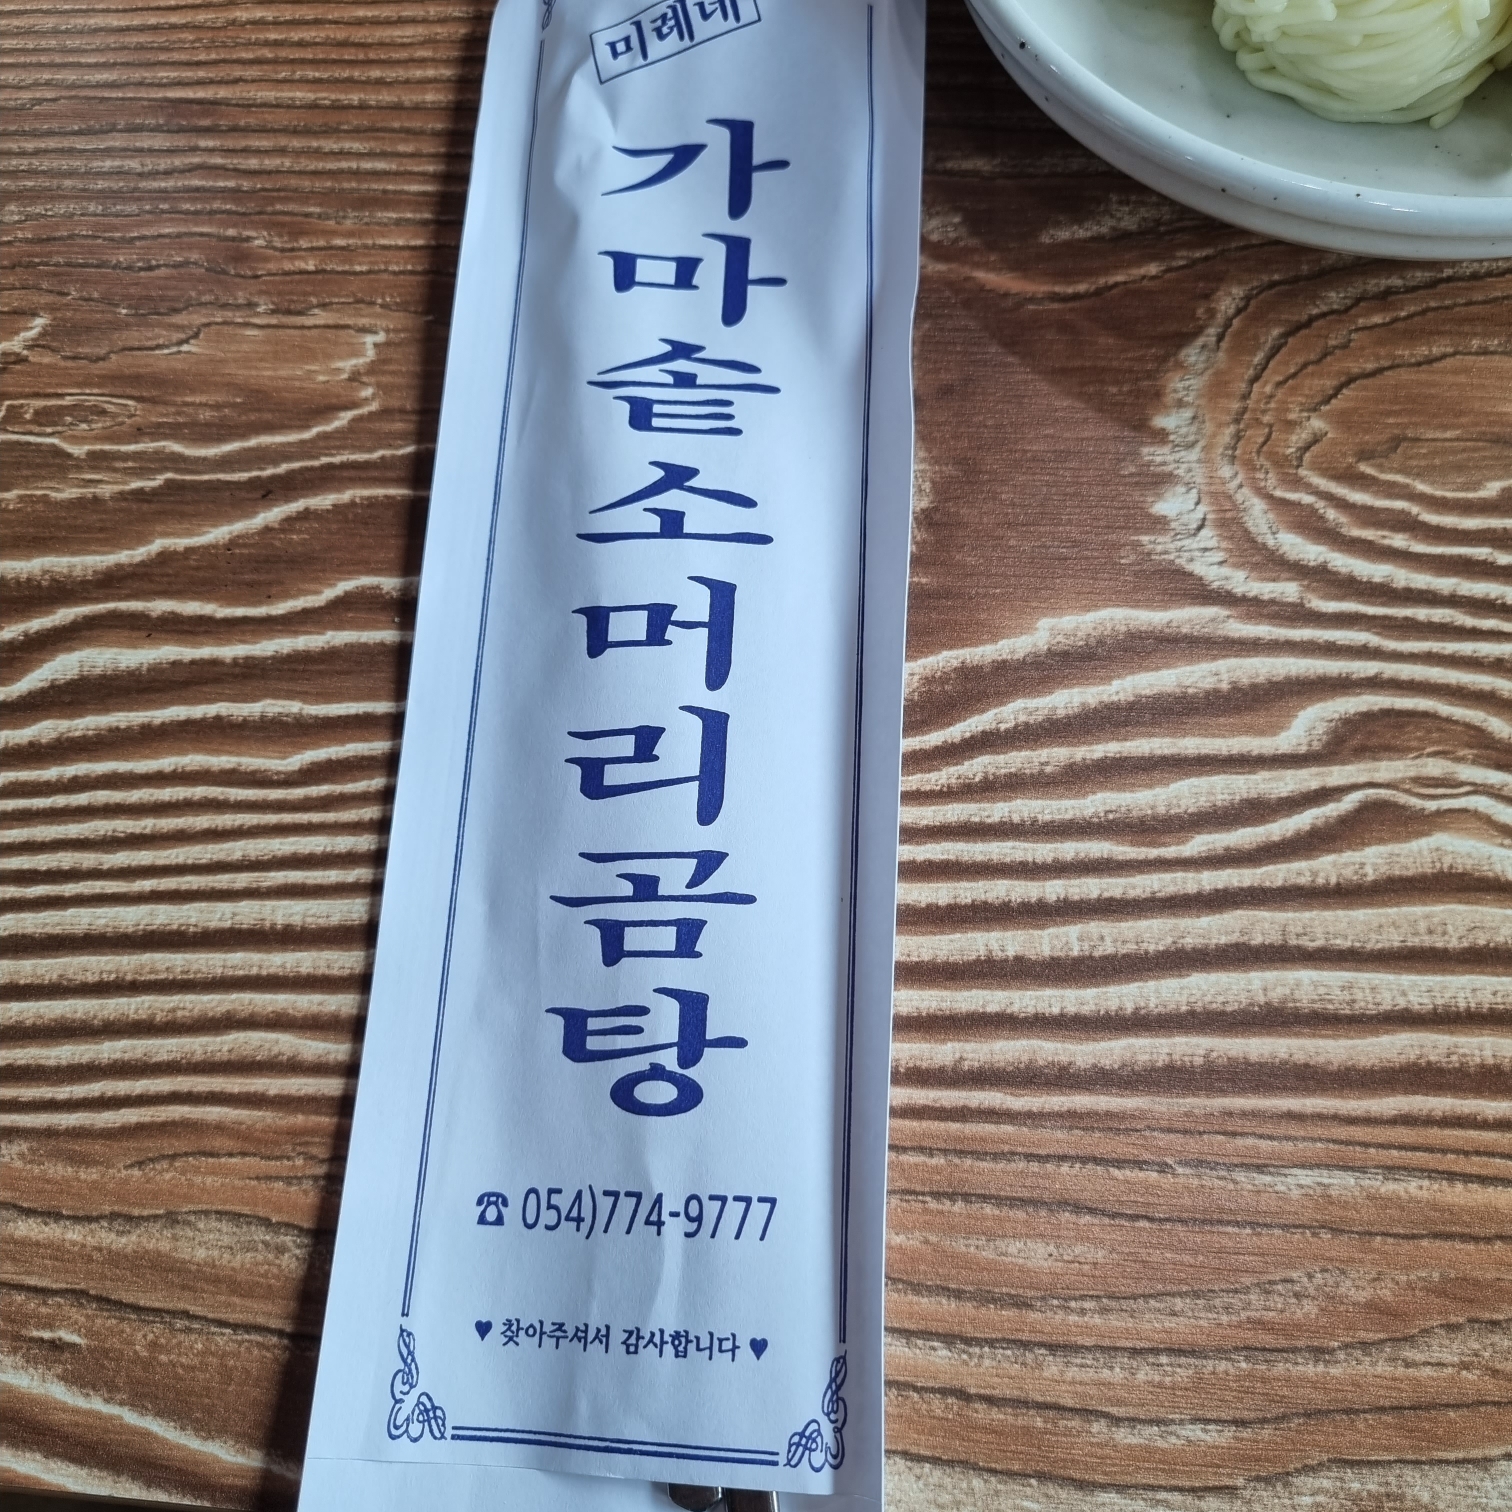 미례네
가마솥소머리곰탕
☎ 054)774-9777
♥ 찾아주셔서 감사합니다 ♥